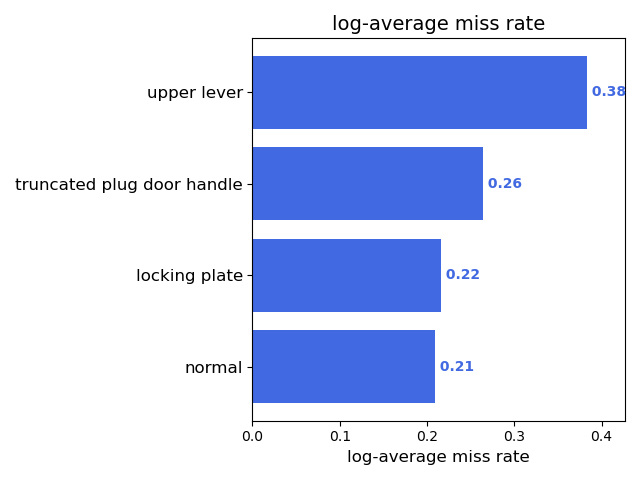 log-average miss rate
upper lever
0.38
truncated plug door handle
0.26
locking plate
0.22
normal
0.21
0.0 0.1 0.2 0.3 0.4
log-average miss rate